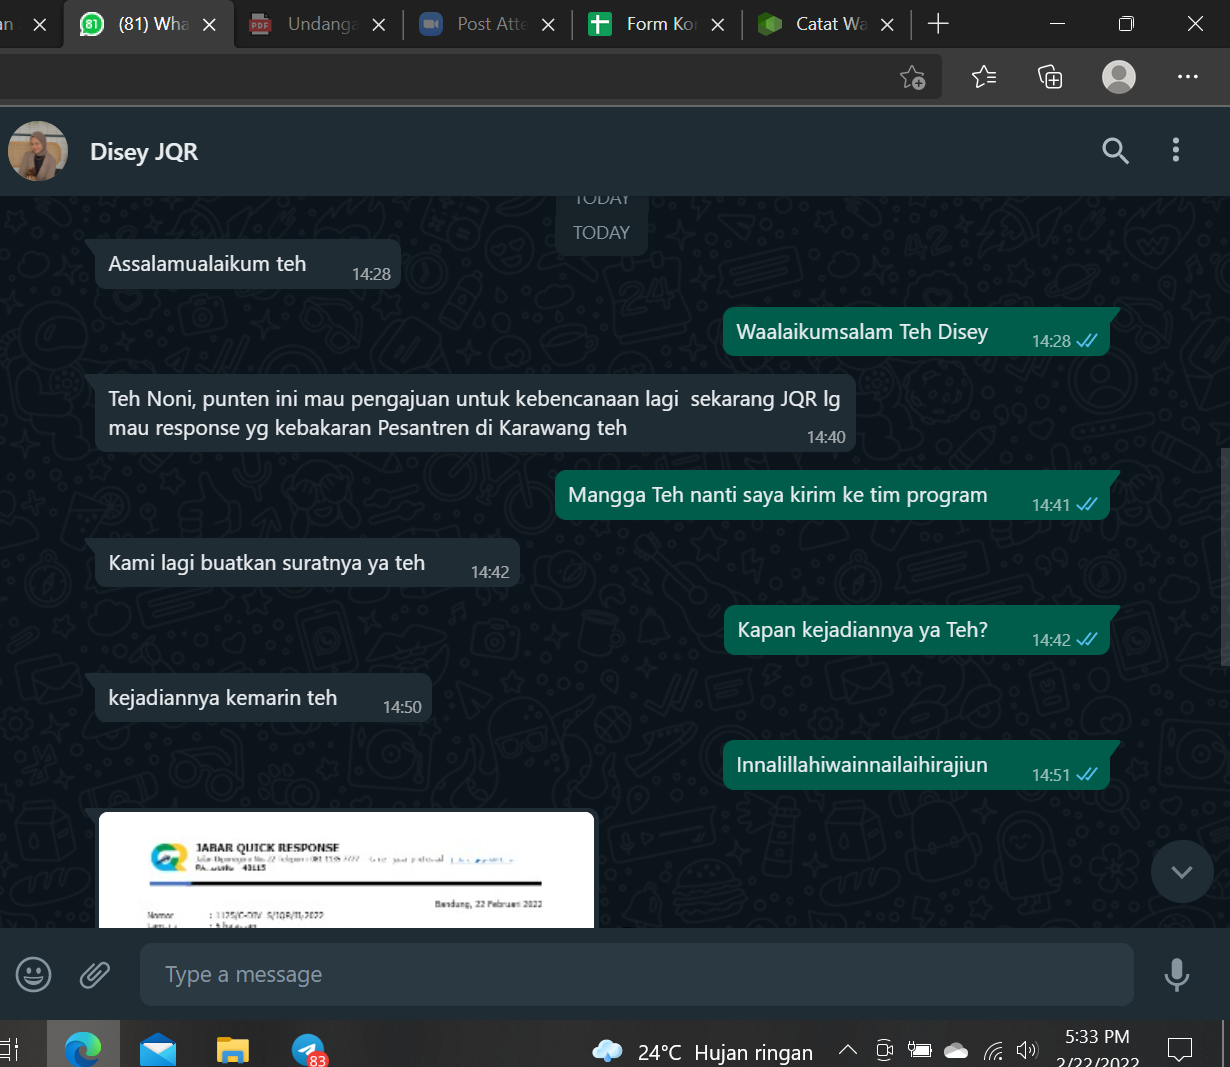 (81) Wha
Undanga
Post Atte
Form Kor
Catat Wa
Disey JQR
TODAY
TODAY
Assalamualaikum teh
14:28
Waalaikumsalam Teh Disey
14:28
Teh Noni, punten ini mau pengajuan untuk kebencanaan lagi sekarang JQR lg
mau response yg kebakaran Pesantren di Karawang teh
14:40
Mangga Teh nanti saya kirim ke tim program
14:41
Kami lagi buatkan suratnya ya teh
14:42
Kapan kejadiannya ya Teh?
14:42
kejadiannya kemarin teh
14:50
Innalillahiwainnailaihirajiun
14:51
JABAR QUICK RESPONSE
40115
Bandung, 22 Februari 2022
Nomor
Type a message
83
24°C Hujan ringan
5:33 PM
2/22/2022